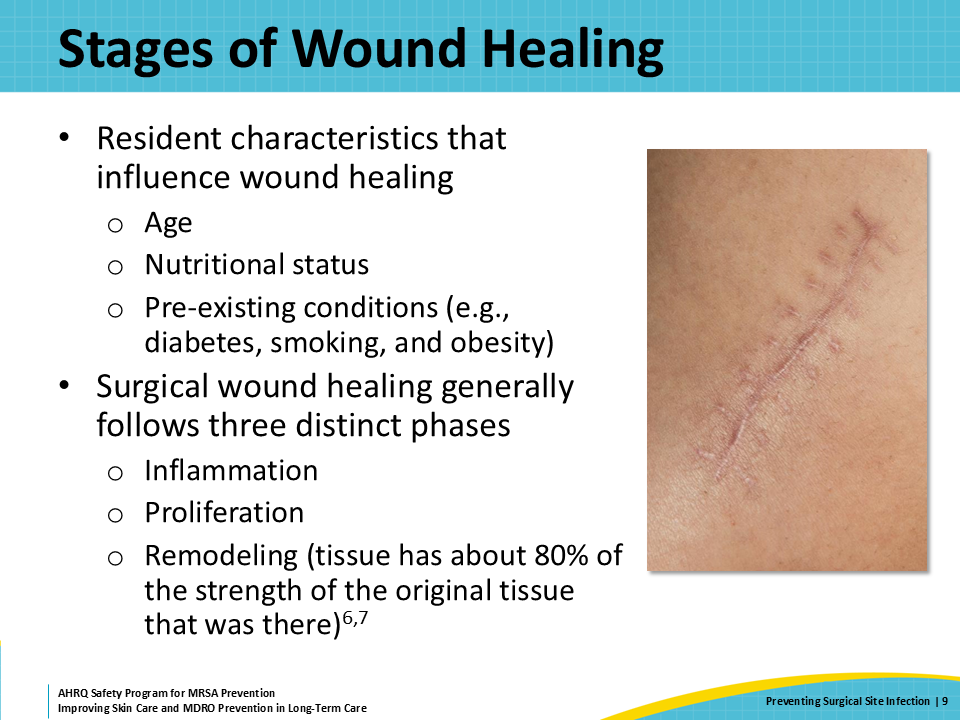 Stages of Wound Healing
• Resident characteristics that
influence wound healing
o Age
o Nutritional status
o Pre-existing conditions (e.g.,
diabetes, smoking, and obesity)
• Surgical wound healing generally
follows three distinct phases
o Inflammation
o Proliferation
o Remodeling (tissue has about 80% of
the strength of the original tissue
that was there)6,7
AHRQ Safety Program for MRSA Prevention
Improving Skin Care and MDRO Prevention in Long-Term Care
Preventing Surgical Site Infection | 9